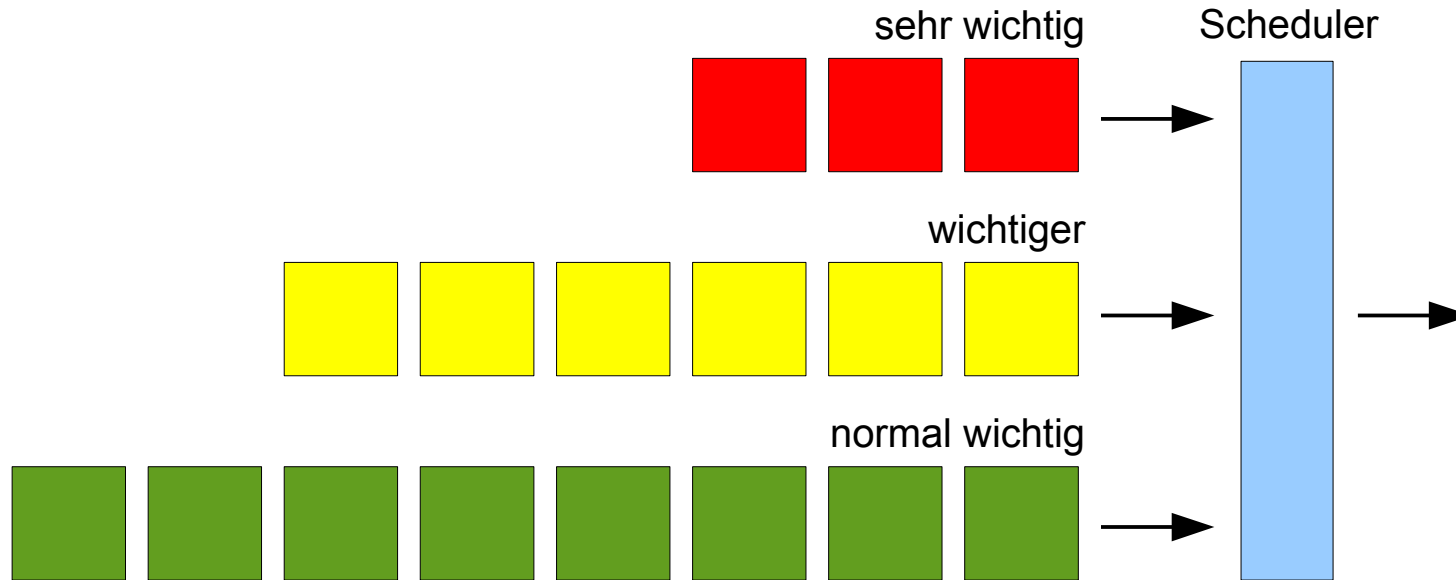 sehr wichtig
Scheduler
wichtiger
normal wichtig